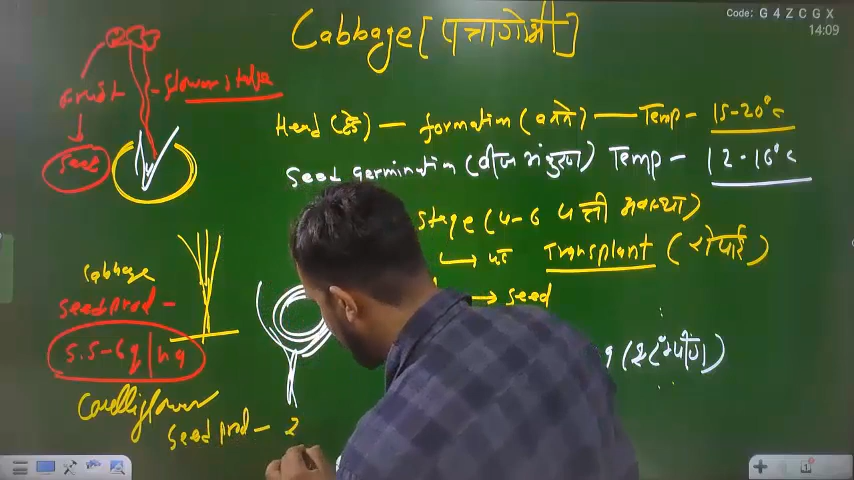 Code: G 4 Z C G X
14:09
Cabbage [पत्तागोभी]
Head (हेड) — formation (बनने) — Temp - 15-20°c
Seed germination (बीज अंकुरण) Temp - 12-16°c
stage (4-6 पत्ती अवस्था)
Transplant (रोपाई)
→ seed
flower stalk
fruit
Seed
Cabbage
Seed prod -
5.5-6q/ha
Seed prod - 2